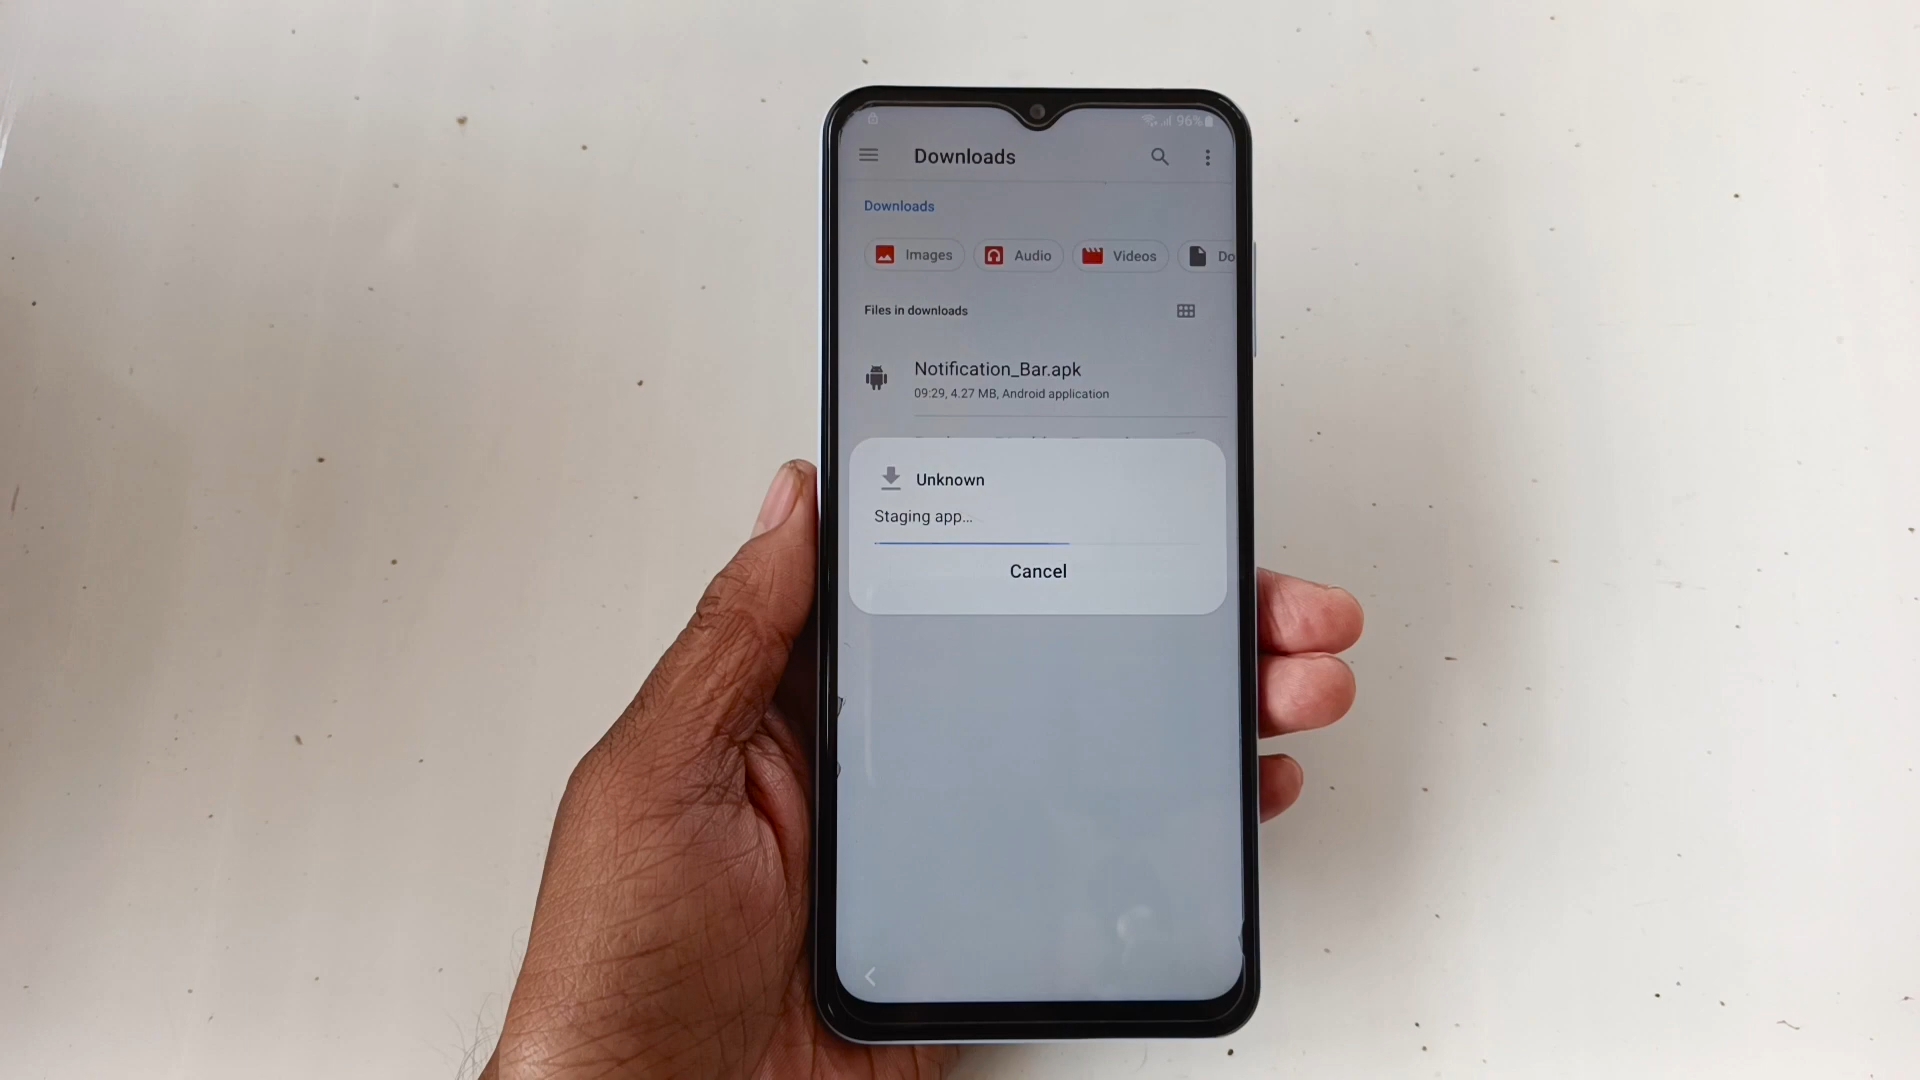 96%
Downloads
Downloads
Images
Audio
Videos
Do
Files in downloads
Notification_Bar.apk
09:29, 4.27 MB, Android application
Unknown
Staging app...
Cancel